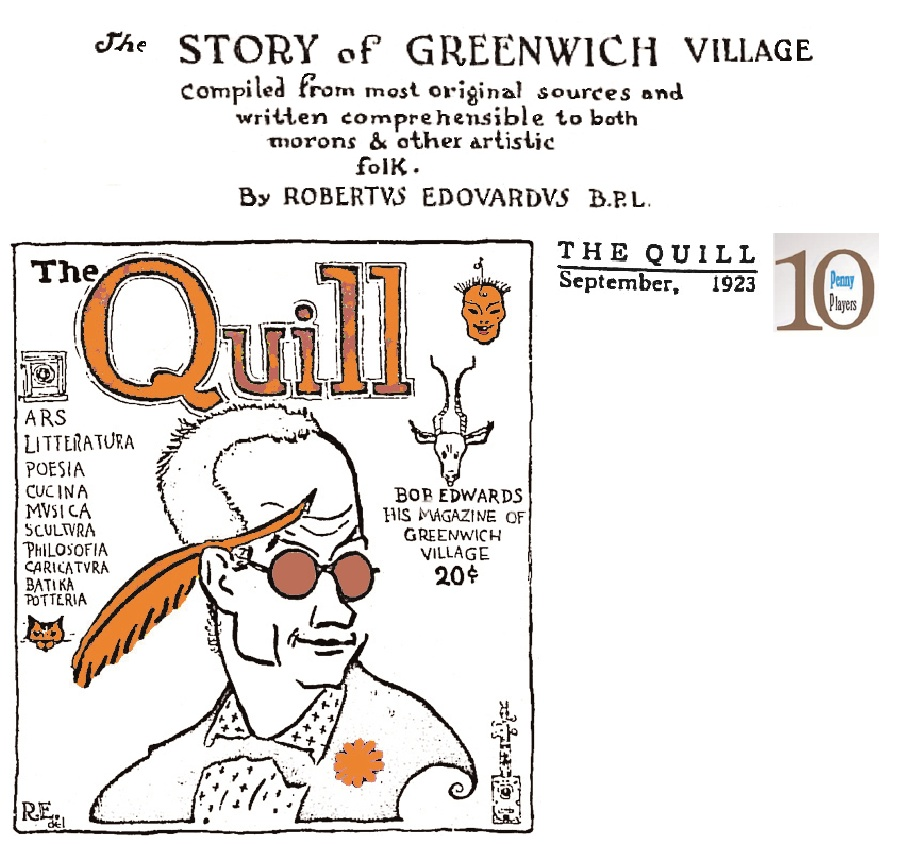 The STORY of GREENWICH VILLAGE
compiled from most original sources and
written comprehensible to both
morons & other artistic
folk.
By ROBERTVS EDOVARDVS B.P.L.
The Quill
ARS
LITTERATURA
POESIA
CUCINA
MVSICA
SCULTVRA
PHILOSOFIA
CARICATVRA
BATIKA
POTTERIA
BOB EDWARDS
HIS MAGAZINE OF
GREENWICH
VILLAGE
20¢
R.E.
del
THE QUILL
September, 1923
10
Penny
Players